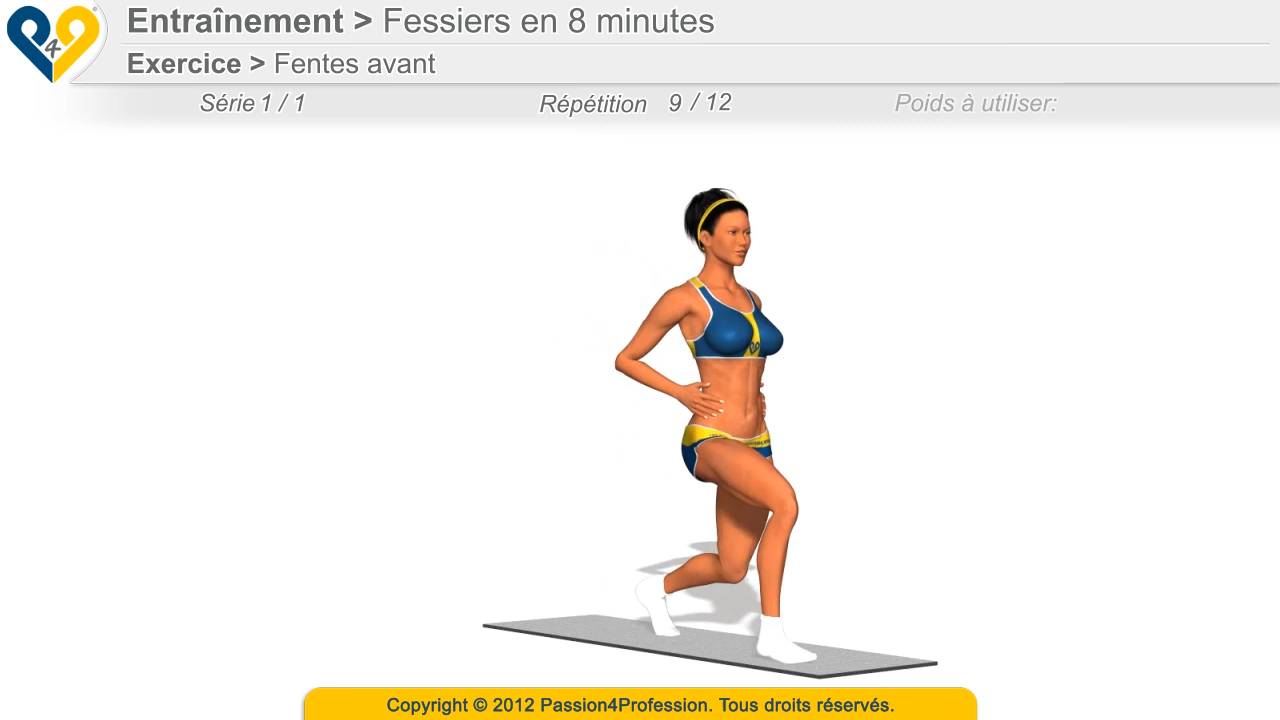 Entraînement > Fessiers en 8 minutes
Exercice > Fentes avant
Série 1 / 1 Répétition 9 / 12 Poids à utiliser:
Copyright © 2012 Passion4Profession. Tous droits réservés.